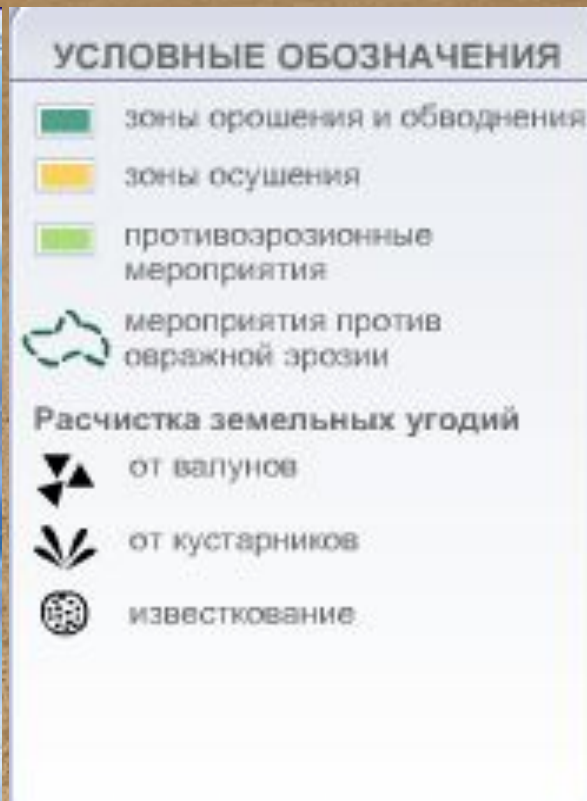 УСЛОВНЫЕ ОБОЗНАЧЕНИЯ
зоны орошения и обводнения
зоны осушения
противоэрозионные
мероприятия
мероприятия против
овражной эрозии
Расчистка земельных угодий
от валунов
от кустарников
известкование